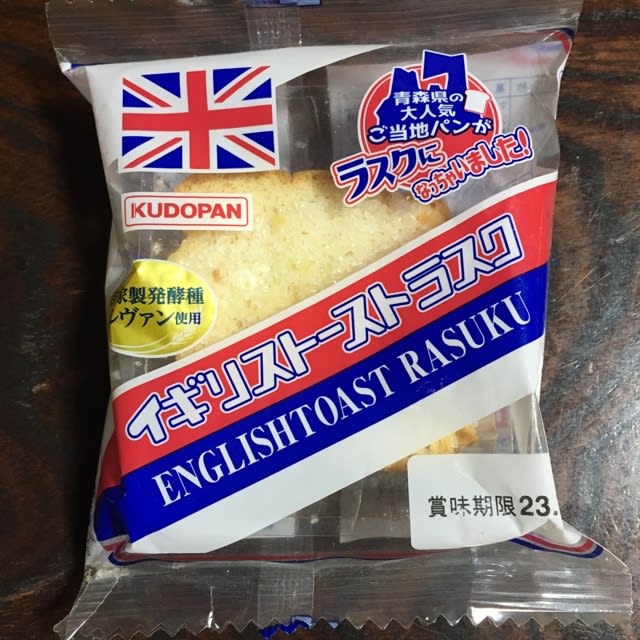 青森県の
大人気
ご当地パンが
ラスクに
なっちゃいました!
KUDOPAN
家製発酵種
レヴァン使用
イギリストーストラスク
ENGLISHTOAST RASUKU
賞味期限23.